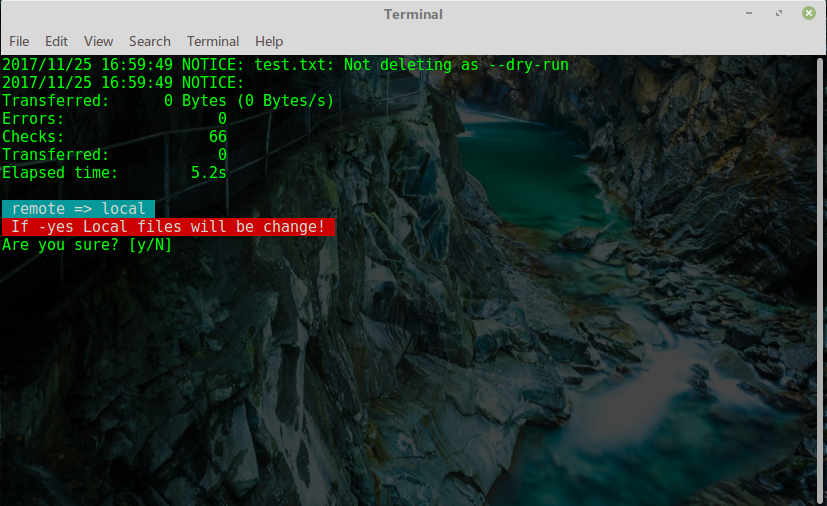 Terminal
File Edit View Search Terminal Help
2017/11/25 16:59:49 NOTICE: test.txt: Not deleting as --dry-run
2017/11/25 16:59:49 NOTICE:
Transferred:      0 Bytes (0 Bytes/s)
Errors:                 0
Checks:                66
Transferred:            0
Elapsed time:        5.2s
remote => local
If -yes Local files will be change!
Are you sure? [y/N]